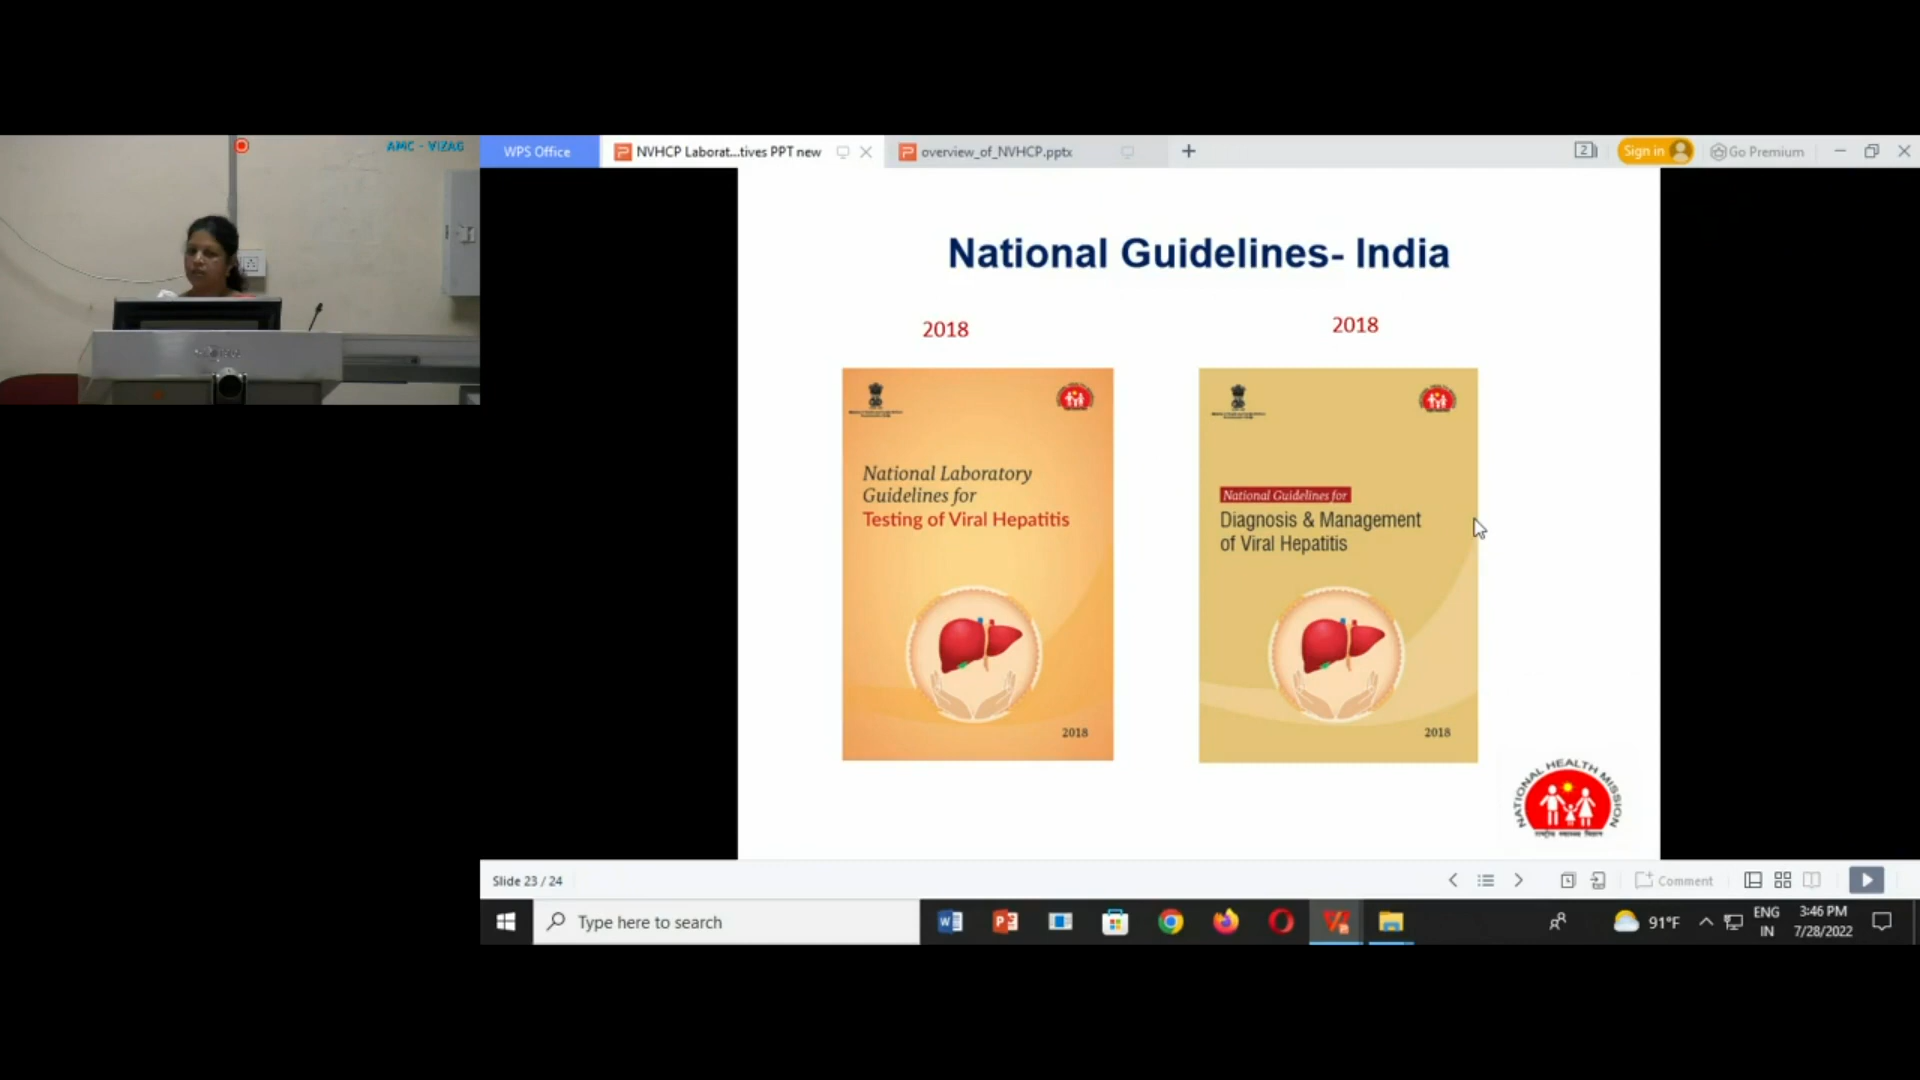 AMC - VIZAG
WPS Office
NVHCP Laborat...tives PPT new
overview_of_NVHCP.pptx
2
Sign in
Go Premium
National Guidelines- India
2018
2018
National Laboratory
Guidelines for
Testing of Viral Hepatitis
2018
National Guidelines for
Diagnosis & Management
of Viral Hepatitis
2018
NATIONAL HEALTH MISSION
राष्ट्रीय स्वास्थ्य मिशन
Slide 23 / 24
Comment
Type here to search
91°F
ENG
IN
3:46 PM
7/28/2022